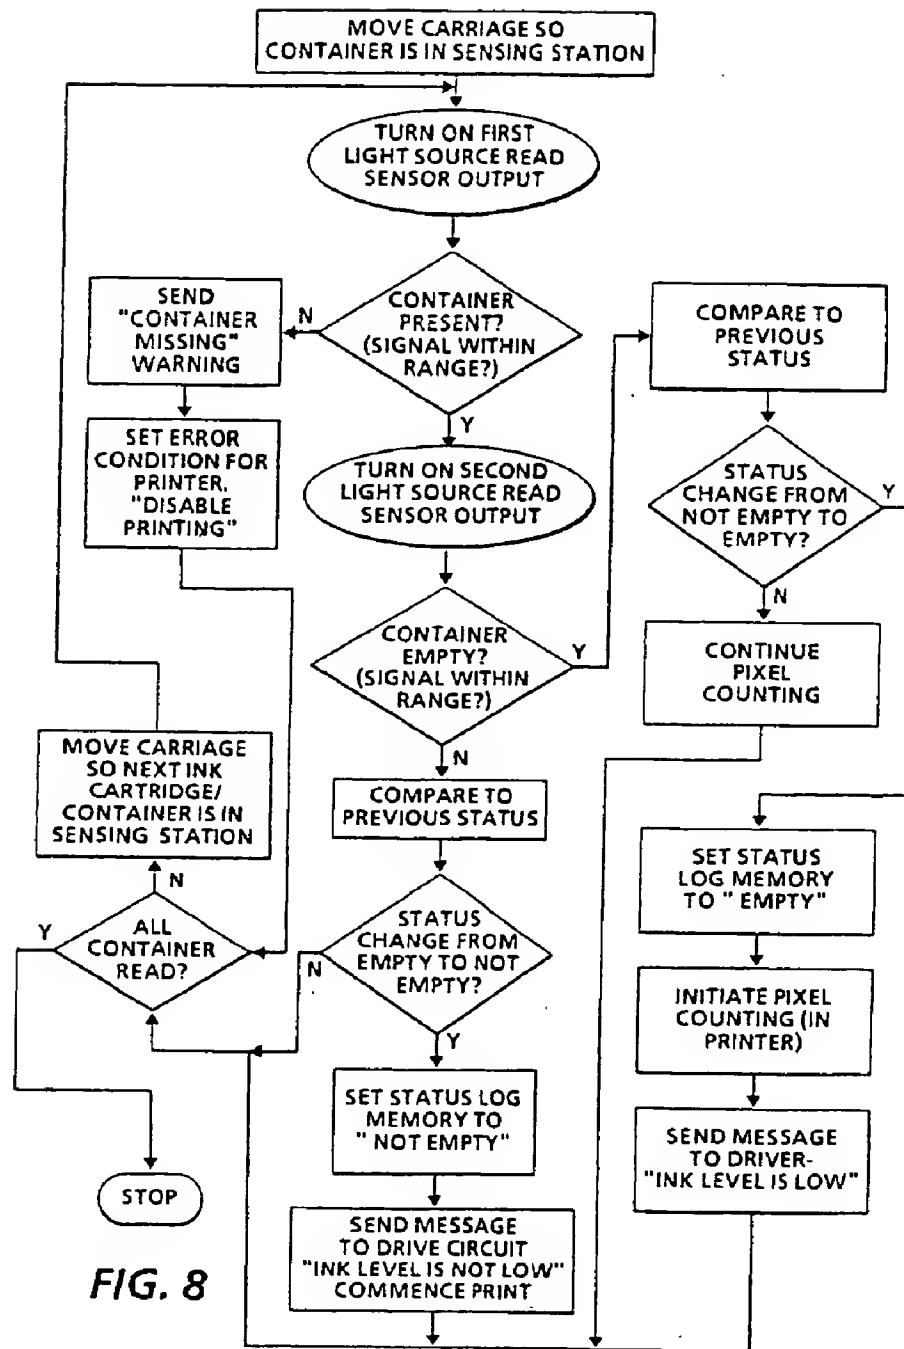 MOVE CARRIAGE SO
CONTAINER IS IN SENSING STATION
TURN ON FIRST
LIGHT SOURCE READ
SENSOR OUTPUT
CONTAINER
PRESENT?
(SIGNAL WITHIN
RANGE?)
N
Y
SEND
"CONTAINER
MISSING"
WARNING
SET ERROR
CONDITION FOR
PRINTER.
"DISABLE
PRINTING"
TURN ON SECOND
LIGHT SOURCE READ
SENSOR OUTPUT
CONTAINER
EMPTY?
(SIGNAL WITHIN
RANGE?)
Y
N
COMPARE TO
PREVIOUS
STATUS
STATUS
CHANGE FROM
NOT EMPTY TO
EMPTY?
Y
N
CONTINUE
PIXEL
COUNTING
MOVE CARRIAGE
SO NEXT INK
CARTRIDGE/
CONTAINER IS IN
SENSING STATION
N
Y
ALL
CONTAINER
READ?
STOP
COMPARE TO
PREVIOUS STATUS
STATUS
CHANGE FROM
EMPTY TO NOT
EMPTY?
N
Y
SET STATUS LOG
MEMORY TO
" NOT EMPTY"
SEND MESSAGE
TO DRIVE CIRCUIT
"INK LEVEL IS NOT LOW"
COMMENCE PRINT
SET STATUS
LOG MEMORY
TO " EMPTY"
INITIATE PIXEL
COUNTING (IN
PRINTER)
SEND MESSAGE
TO DRIVER-
"INK LEVEL IS LOW"
FIG. 8